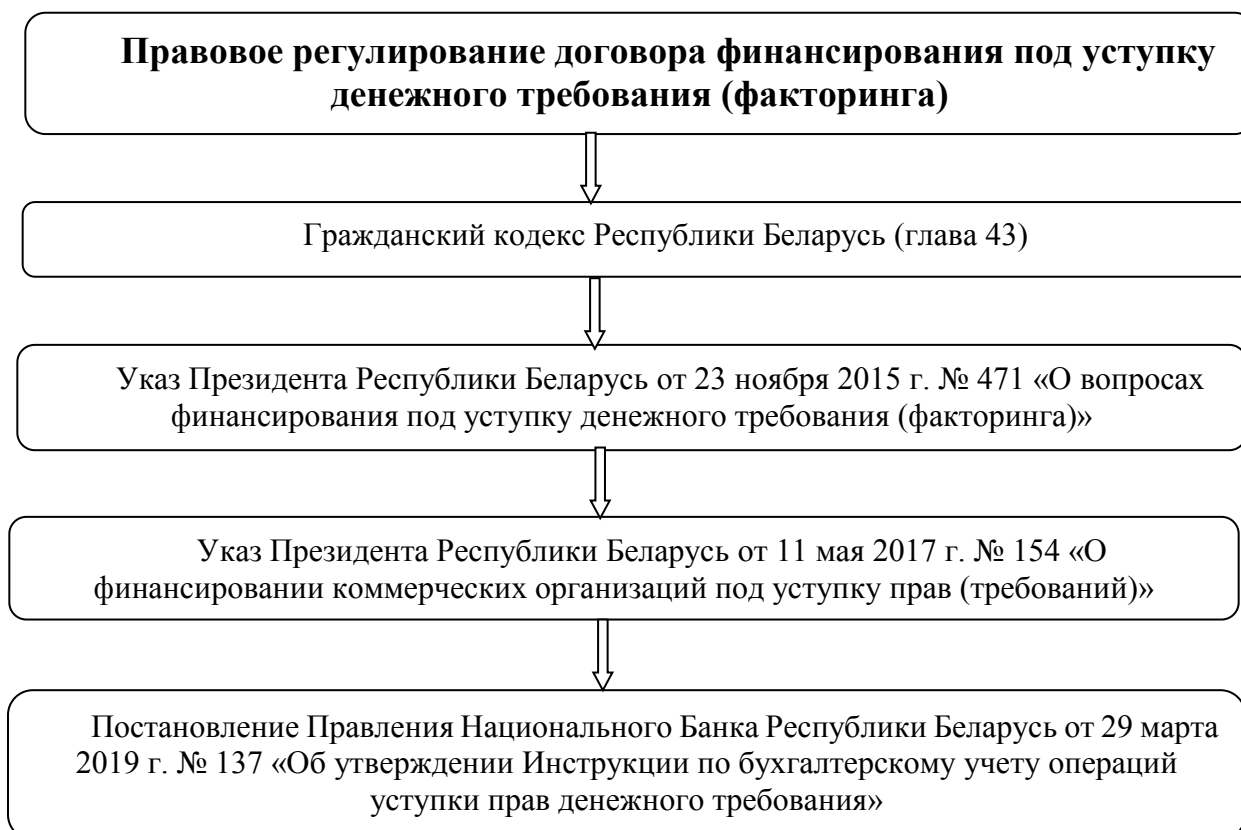 Правовое регулирование договора финансирования под уступку
денежного требования (факторинга)
Гражданский кодекс Республики Беларусь (глава 43)
Указ Президента Республики Беларусь от 23 ноября 2015 г. № 471 «О вопросах
финансирования под уступку денежного требования (факторинга)»
Указ Президента Республики Беларусь от 11 мая 2017 г. № 154 «О
финансировании коммерческих организаций под уступку прав (требований)»
Постановление Правления Национального Банка Республики Беларусь от 29 марта
2019 г. № 137 «Об утверждении Инструкции по бухгалтерскому учету операций
уступки прав денежного требования»